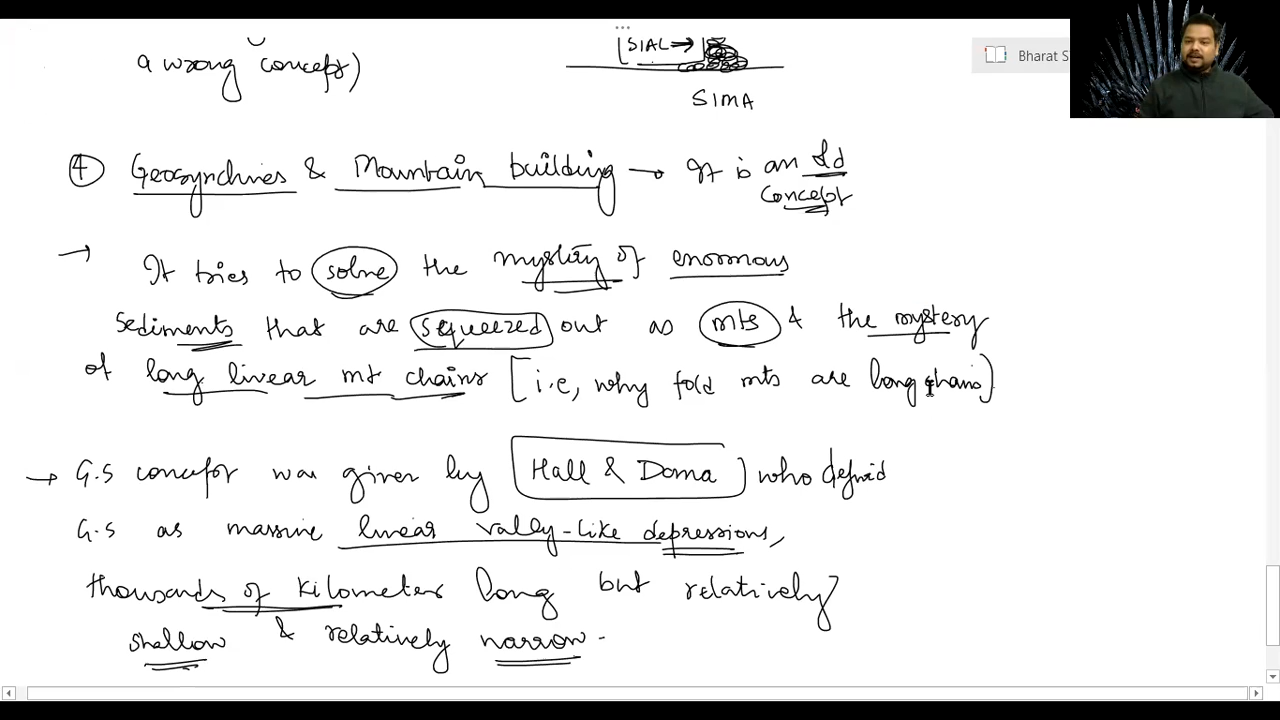 a wrong concept)
SIAL →
SIMA
Bharat S
④ Geosynclines & Mountain building → It is an old
concept
→ It tries to solve the mystery of enormous
sediments that are squeezed out as mts & the mystery
of long linear mt chains [i.e, why fold mts are long chains)
→ G.S concept was given by Hall & Dana who defined
G.S as massive linear valley-like depressions,
thousands of kilometers long but relatively
shallow & relatively narrow -